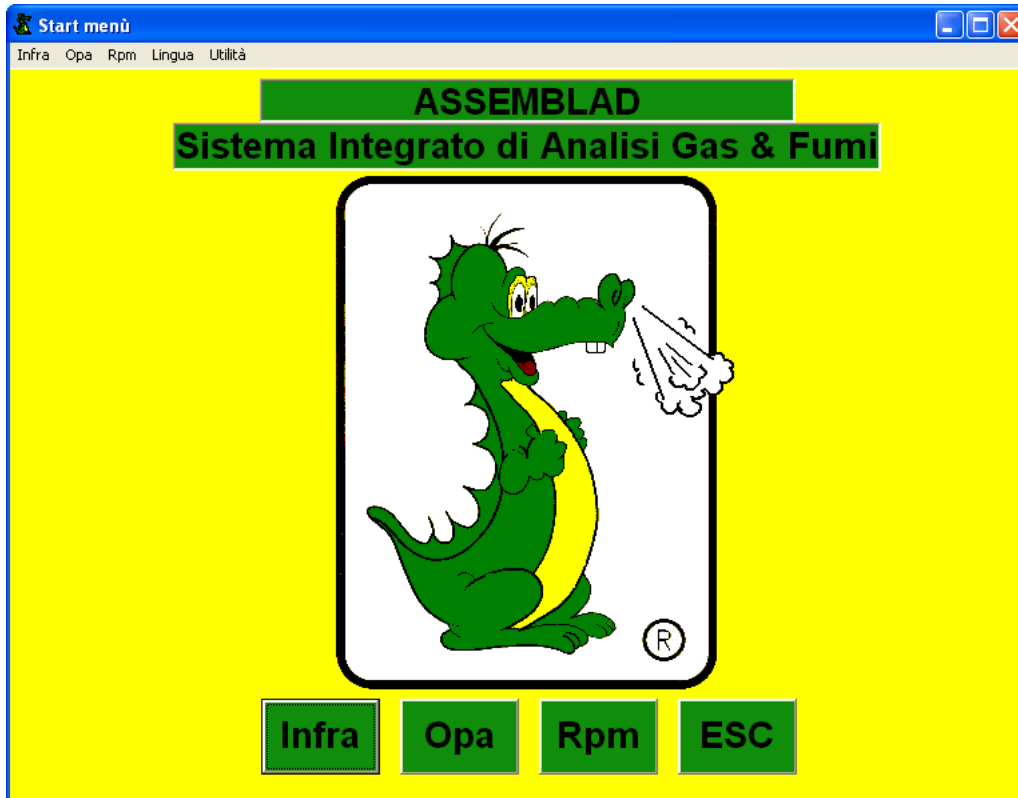 Start menù
Infra Opa Rpm Lingua Utilità
ASSEMBLAD
Sistema Integrato di Analisi Gas & Fumi
R
Infra Opa Rpm ESC